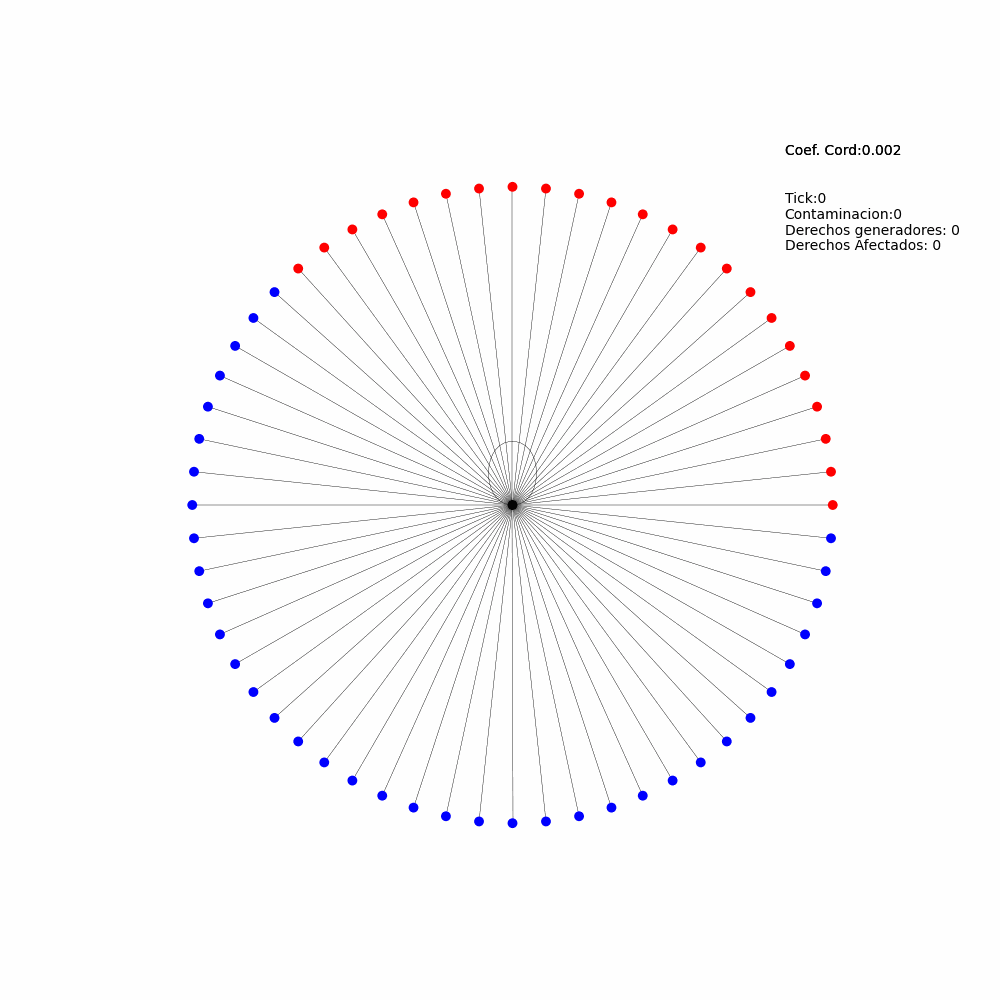 Coef. Cord:0.002
Tick:0
Contaminacion:0
Derechos generadores: 0
Derechos Afectados: 0